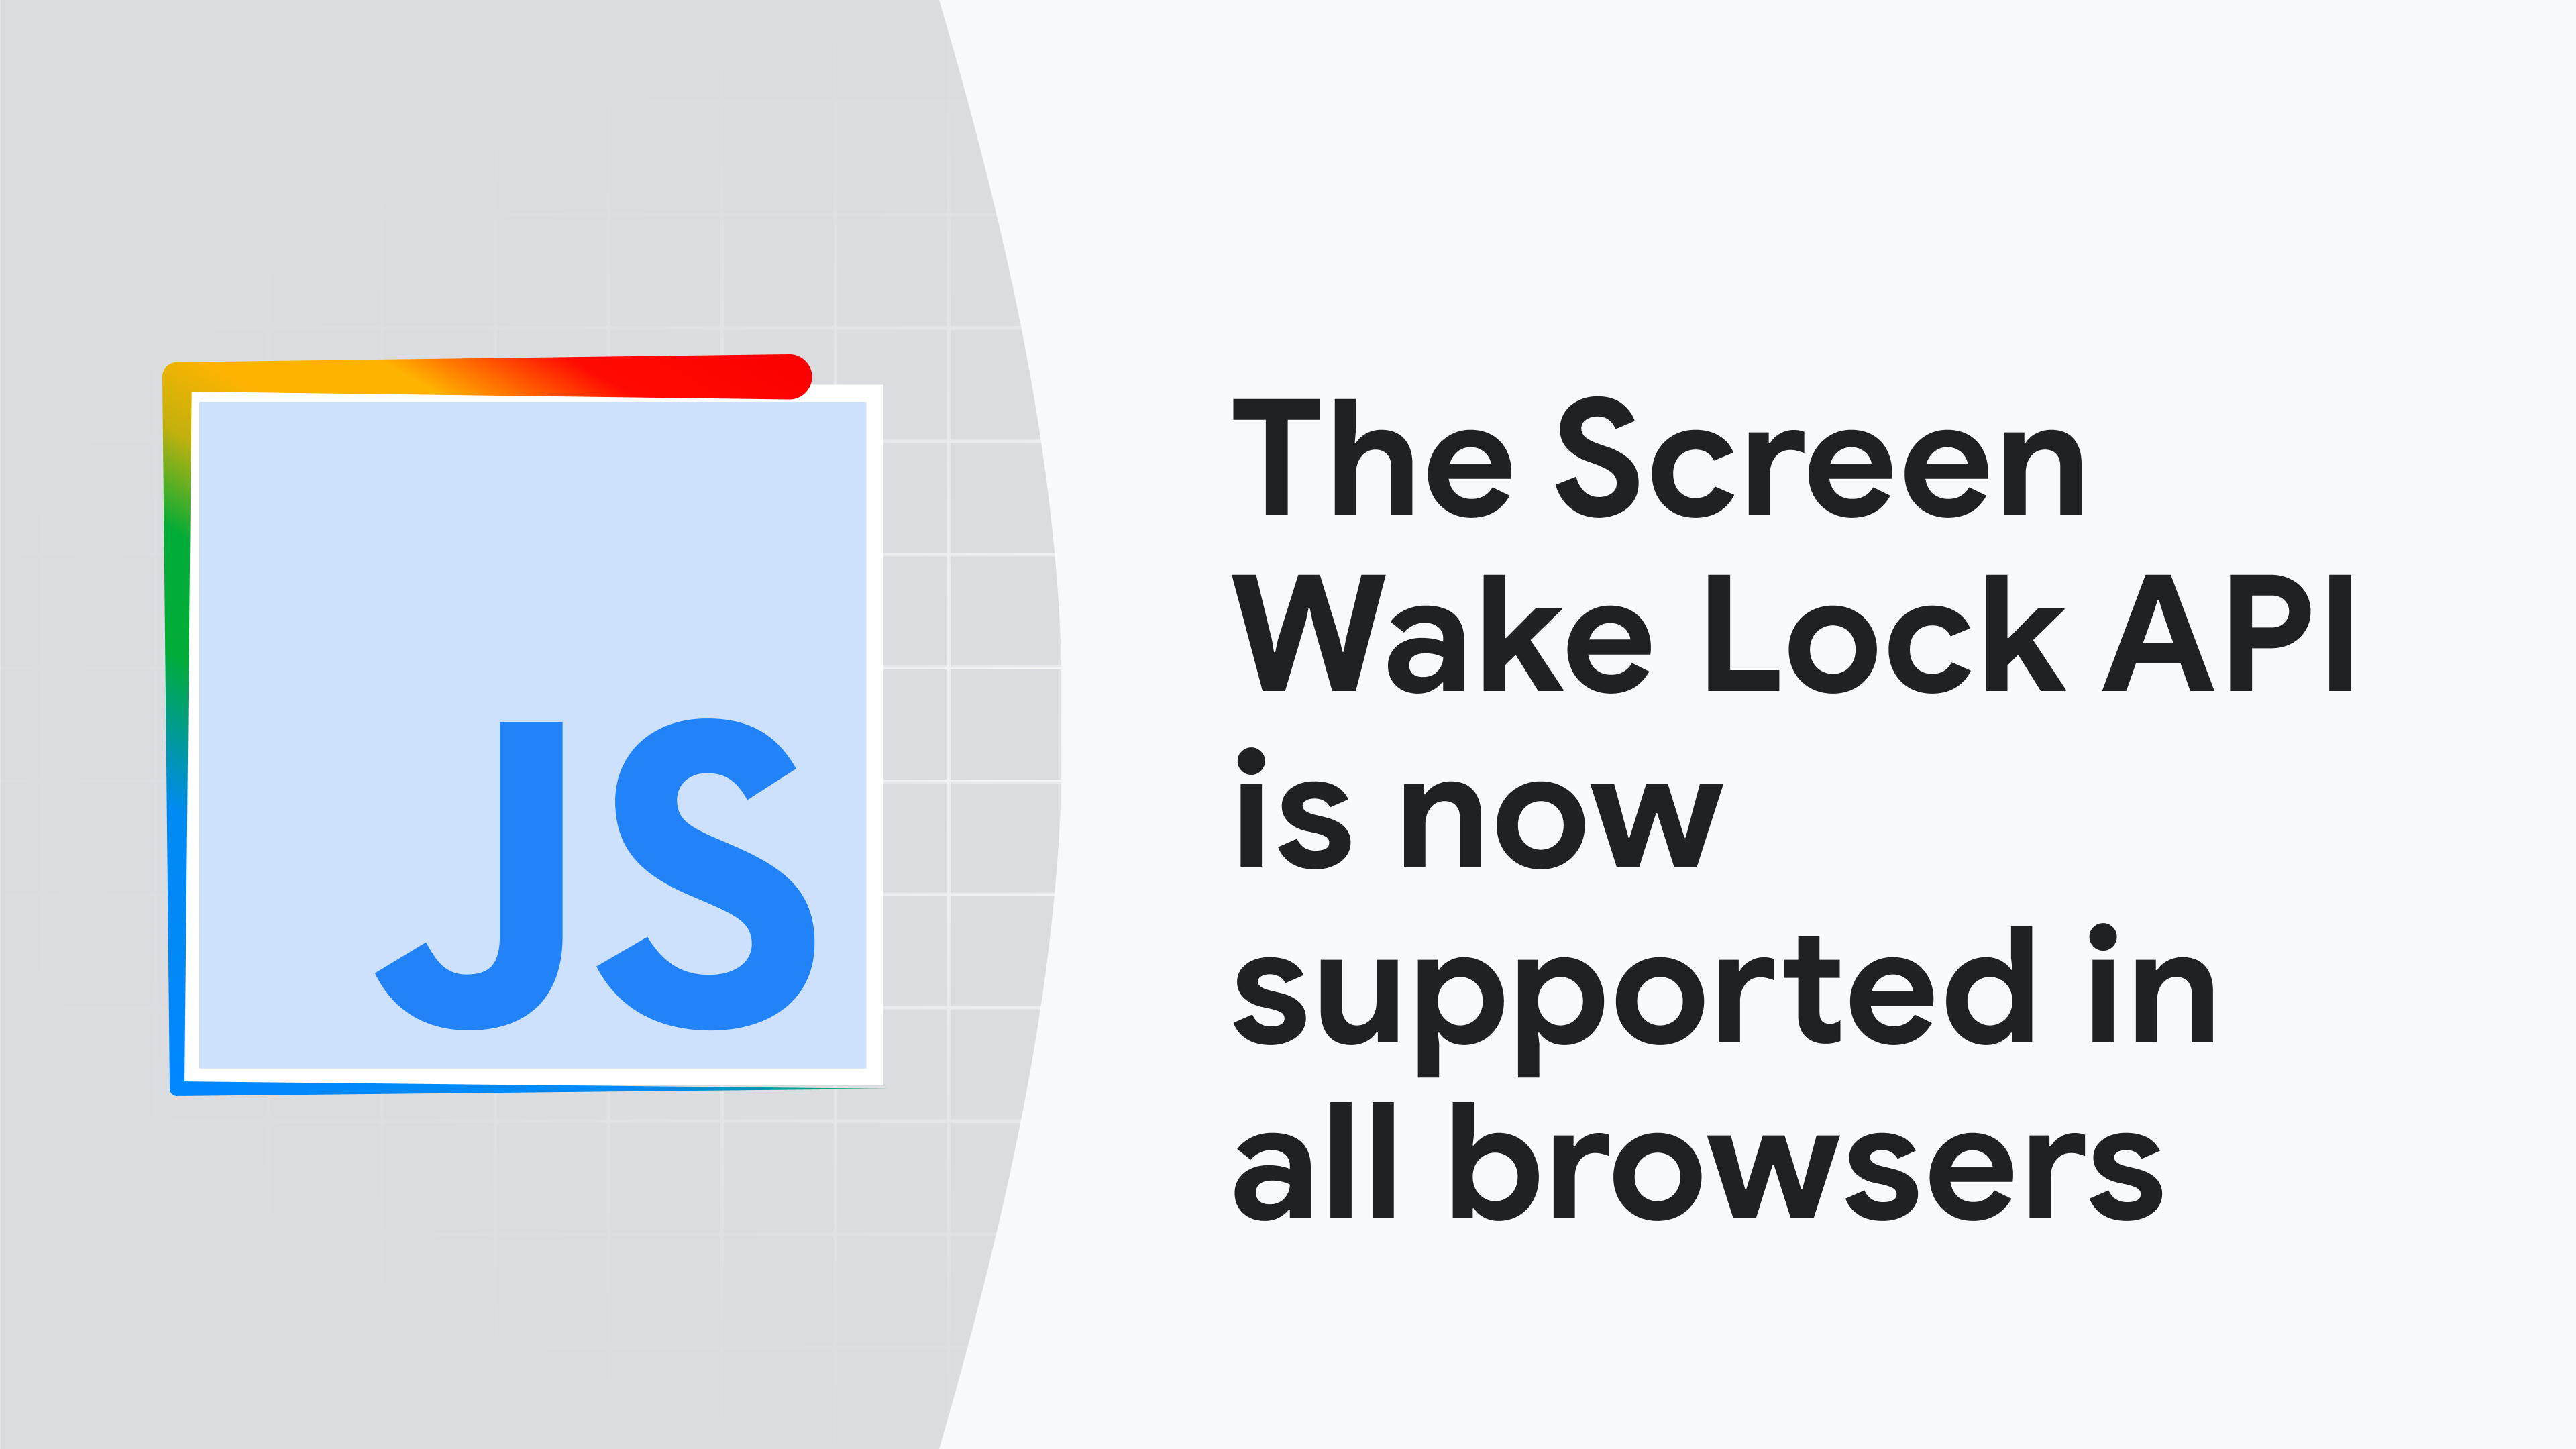 JS
The Screen
Wake Lock API
is now
supported in
all browsers